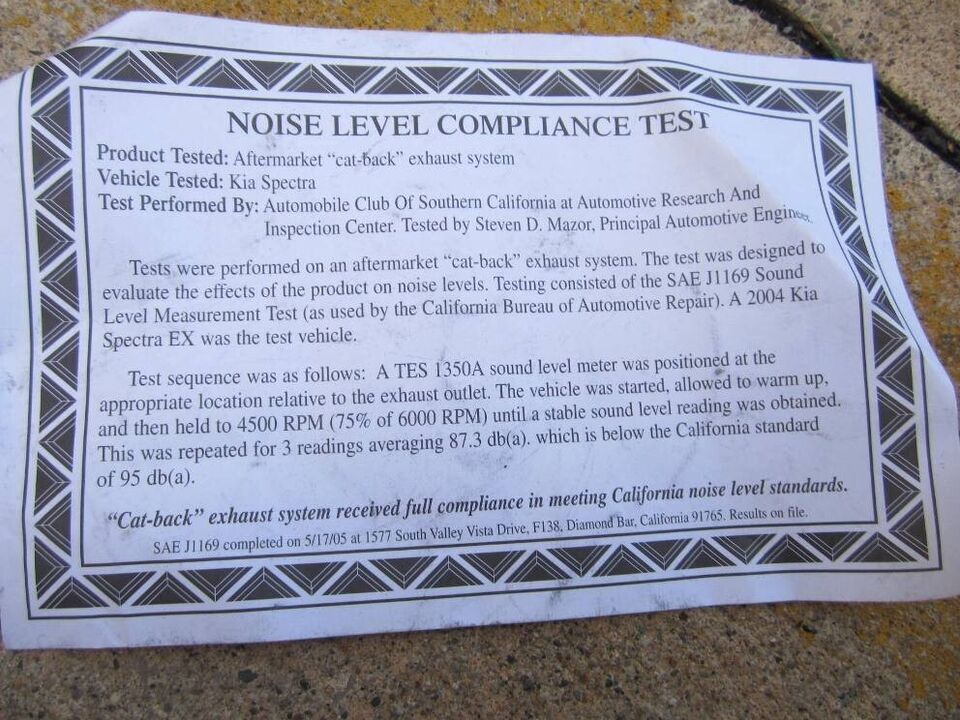 NOISE LEVEL COMPLIANCE TEST
Product Tested: Aftermarket “cat-back” exhaust system
Vehicle Tested: Kia Spectra
Test Performed By: Automobile Club Of Southern California at Automotive Research And
Inspection Center. Tested by Steven D. Mazor, Principal Automotive Engineer.
Tests were performed on an aftermarket “cat-back” exhaust system. The test was designed to
evaluate the effects of the product on noise levels. Testing consisted of the SAE J1169 Sound
Level Measurement Test (as used by the California Bureau of Automotive Repair). A 2004 Kia
Spectra EX was the test vehicle.
Test sequence was as follows: A TES 1350A sound level meter was positioned at the
appropriate location relative to the exhaust outlet. The vehicle was started, allowed to warm up,
and then held to 4500 RPM (75% of 6000 RPM) until a stable sound level reading was obtained.
This was repeated for 3 readings averaging 87.3 db(a). which is below the California standard
of 95 db(a).
“Cat-back” exhaust system received full compliance in meeting California noise level standards.
SAE J1169 completed on 5/17/05 at 1577 South Valley Vista Drive, F138, Diamond Bar, California 91765. Results on file.